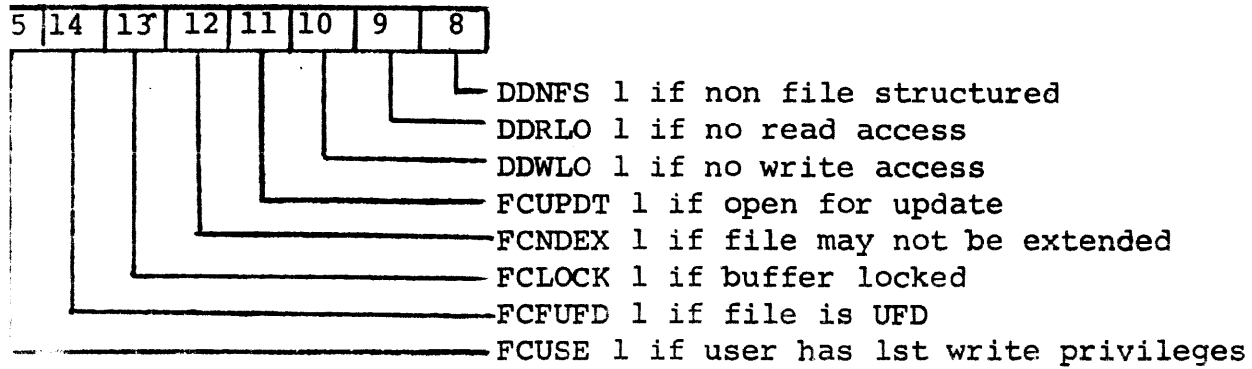 5 14 13 12 11 10 9 8
DDNFS 1 if non file structured
DDRLO 1 if no read access
DDWLO 1 if no write access
FCUPDT 1 if open for update
FCNDEX 1 if file may not be extended
FCLOCK 1 if buffer locked
FCFUFD 1 if file is UFD
FCUSE 1 if user has 1st write privileges